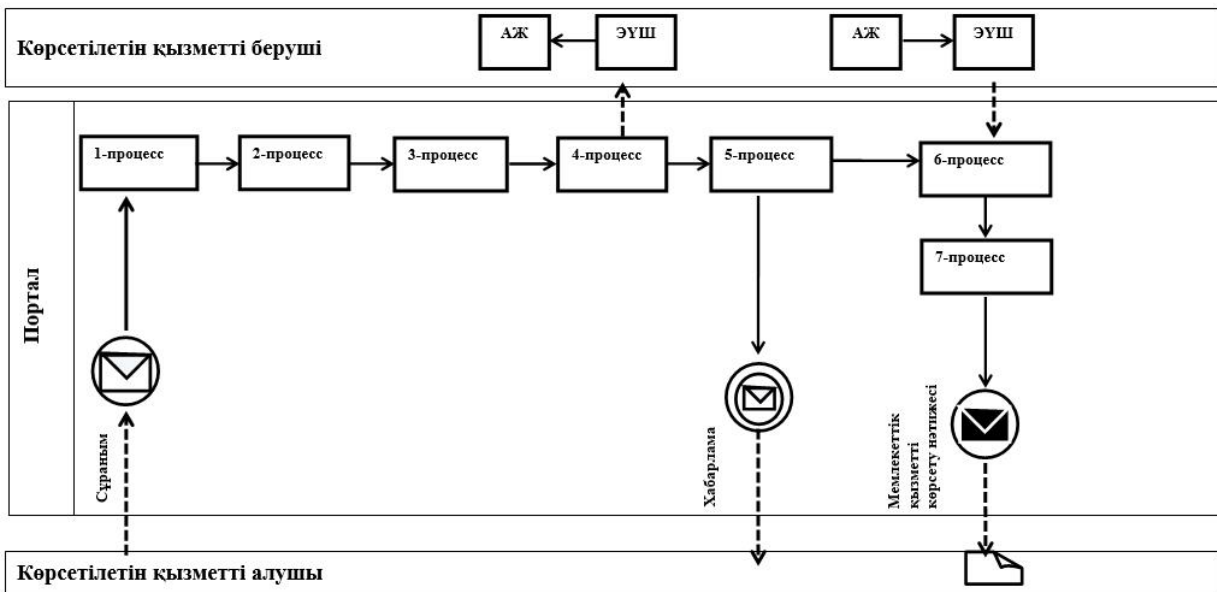 Көрсетілетін қызметті беруші
АЖ
ЭҮШ
АЖ
ЭҮШ
Портал
1-процесс
2-процесс
3-процесс
4-процесс
5-процесс
6-процесс
7-процесс
Сұраным
Хабарлама
Мемлекеттік
қызметті
көрсету нәтижесі
Көрсетілетін қызметті алушы